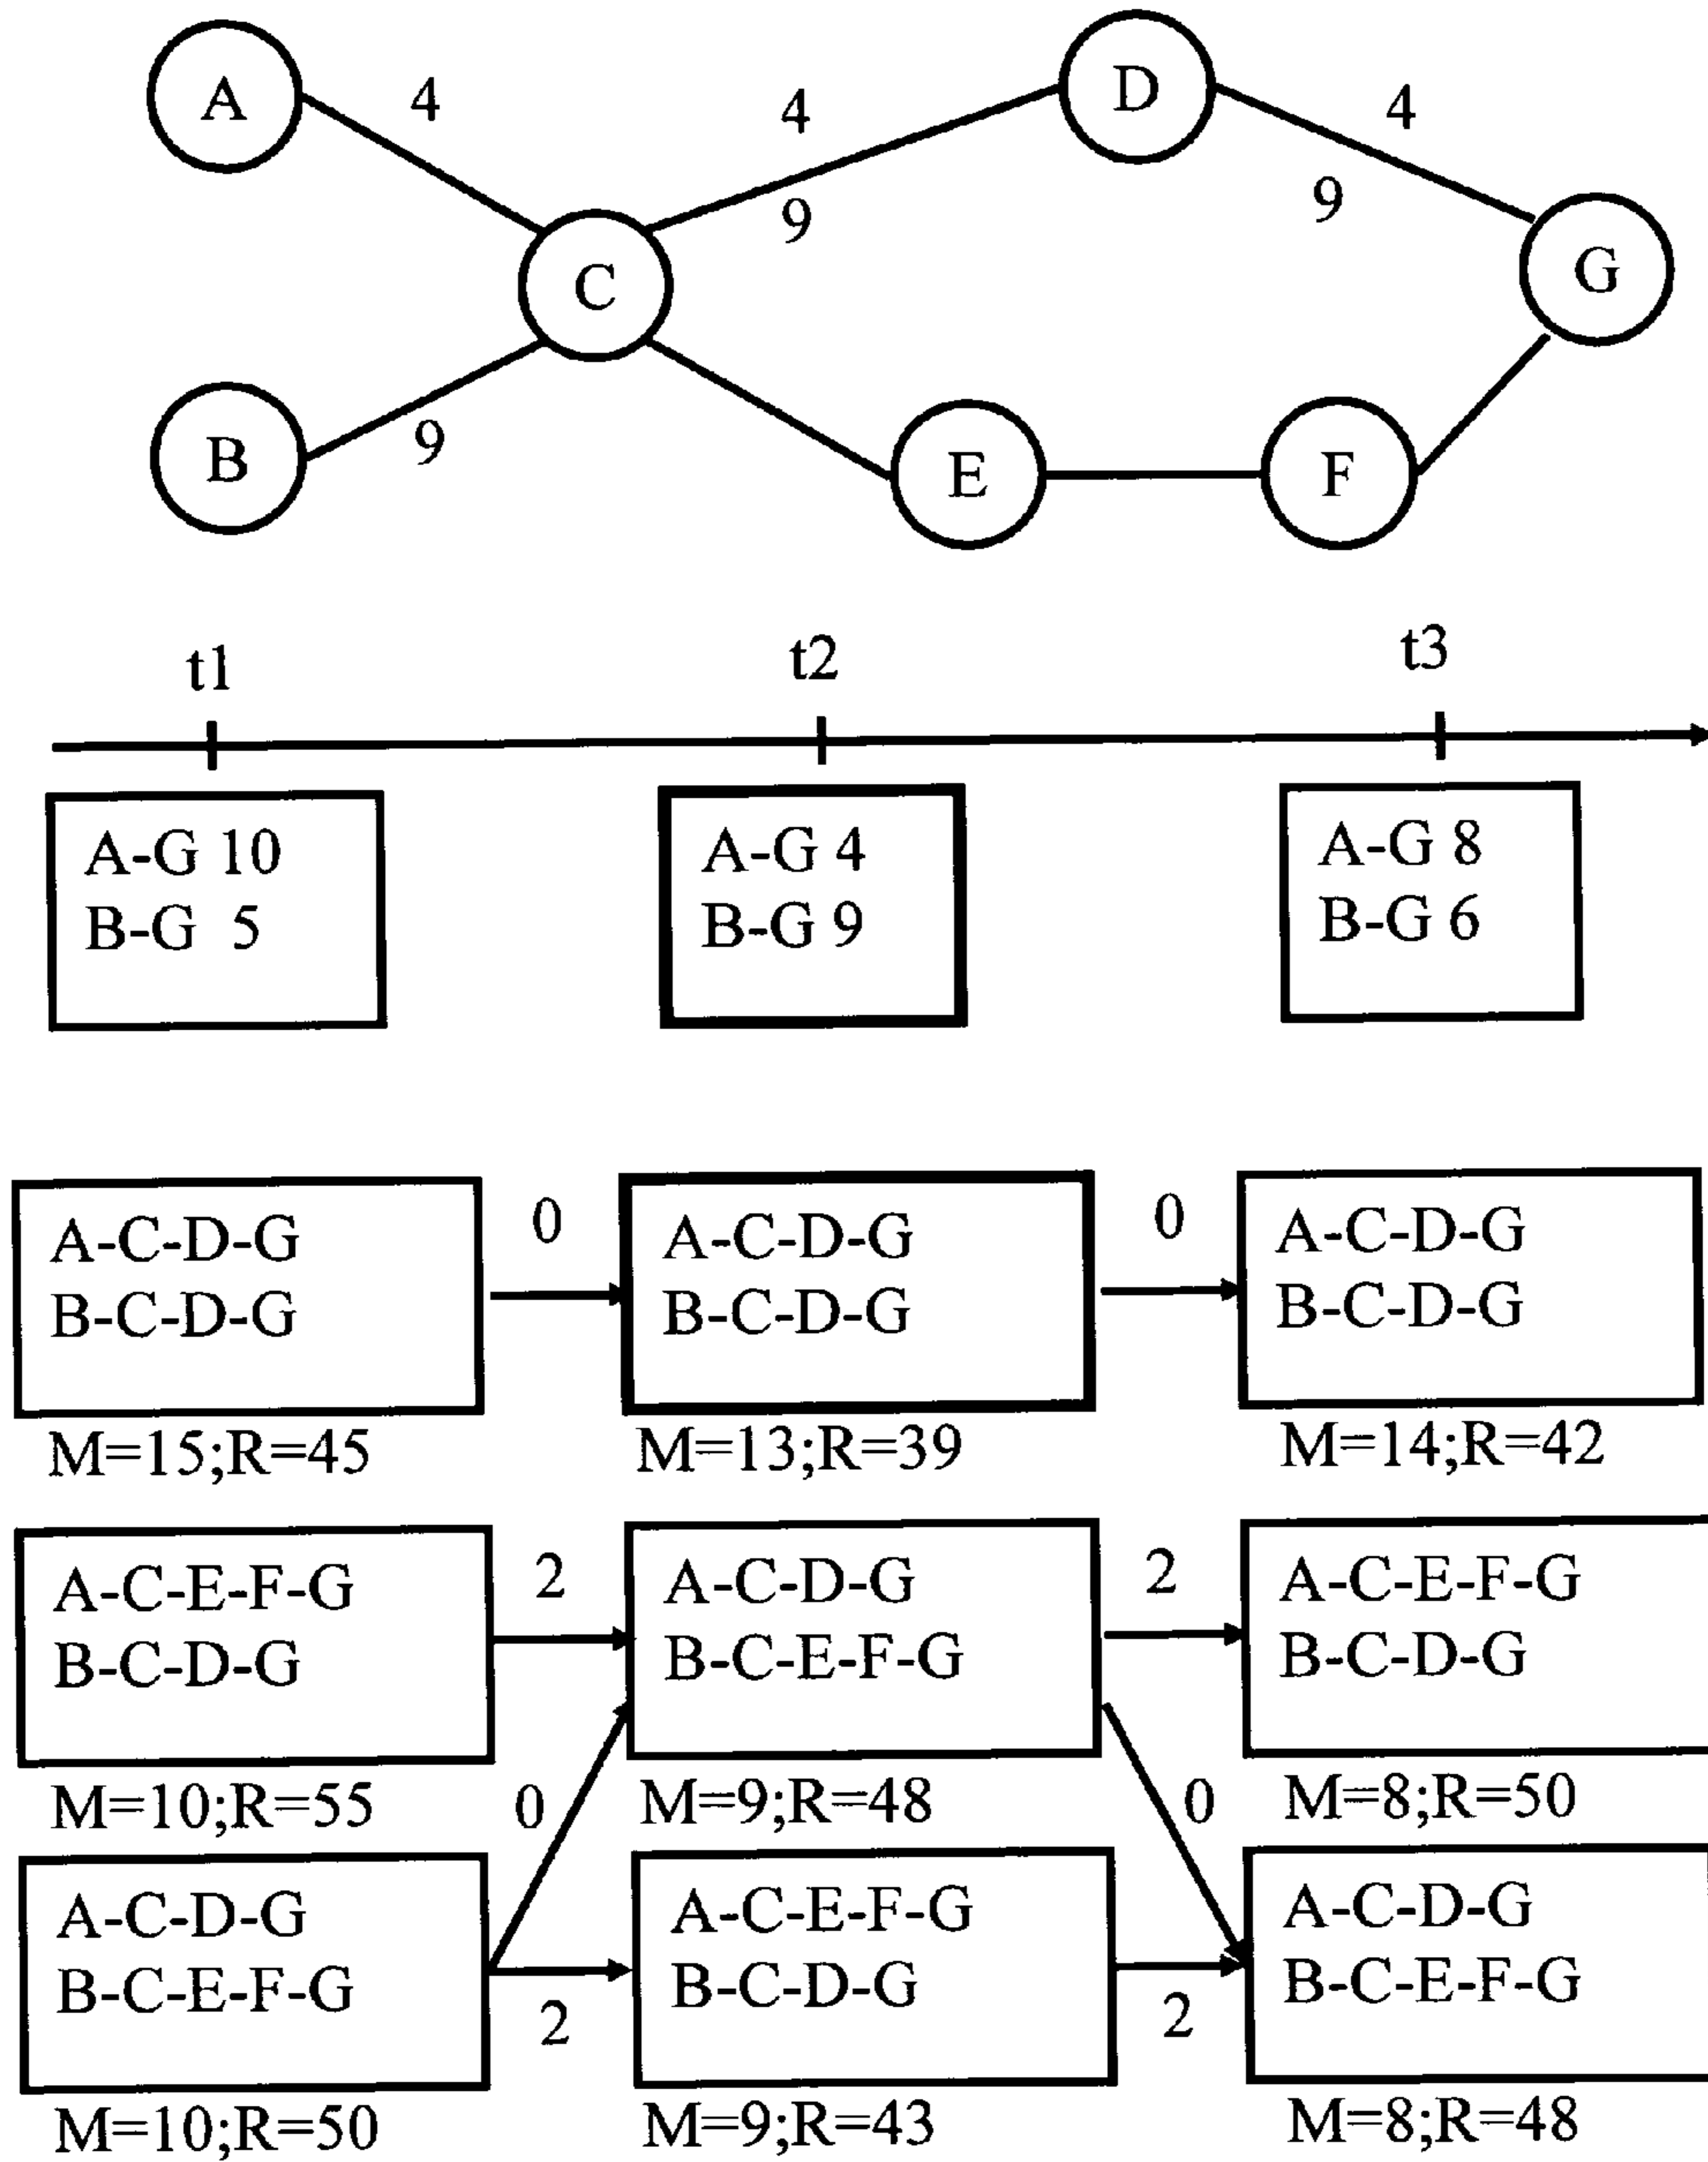 A
4
4
D
4
9
9
C
G
B
9
E
F
t1
t2
t3
A-G 10
B-G 5
A-G 4
B-G 9
A-G 8
B-G 6
A-C-D-G
B-C-D-G
0
A-C-D-G
B-C-D-G
0
A-C-D-G
B-C-D-G
M=15;R=45
M=13;R=39
M=14;R=42
A-C-E-F-G
B-C-D-G
2
A-C-D-G
B-C-E-F-G
2
A-C-E-F-G
B-C-D-G
M=10;R=55
0
M=9;R=48
0
M=8;R=50
A-C-D-G
B-C-E-F-G
2
A-C-E-F-G
B-C-D-G
2
A-C-D-G
B-C-E-F-G
M=10;R=50
M=9;R=43
M=8;R=48